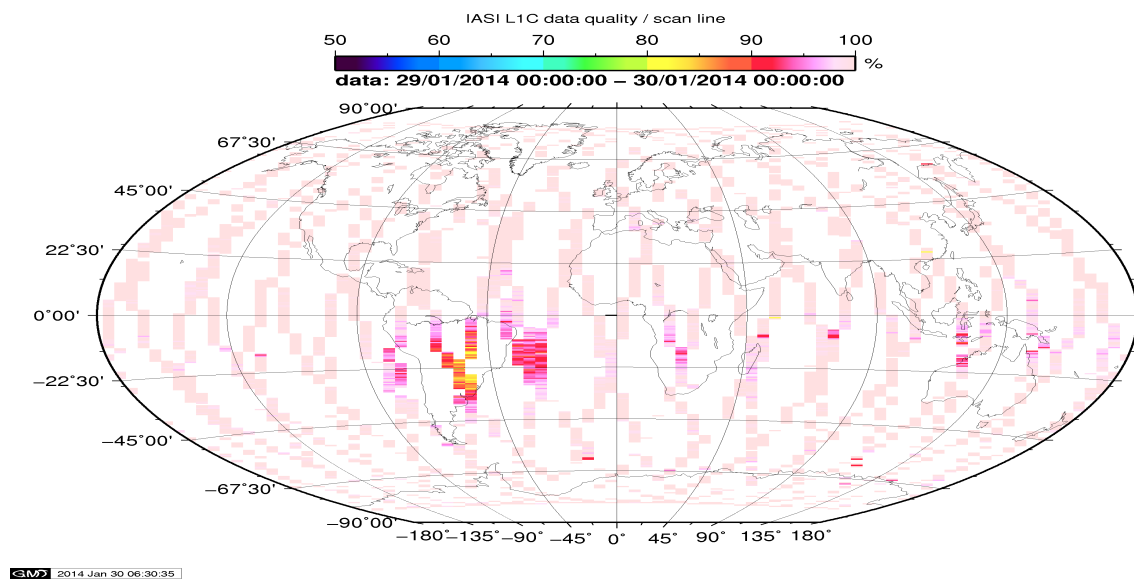 IASI L1C data quality / scan line
50 60 70 80 90 100
%
data: 29/01/2014 00:00:00 − 30/01/2014 00:00:00
90°00'
67°30'
45°00'
22°30'
0°00'
−22°30'
−45°00'
−67°30'
−90°00'
−180° −135° −90° −45° 0° 45° 90° 135° 180°
GMT 2014 Jan 30 06:30:35